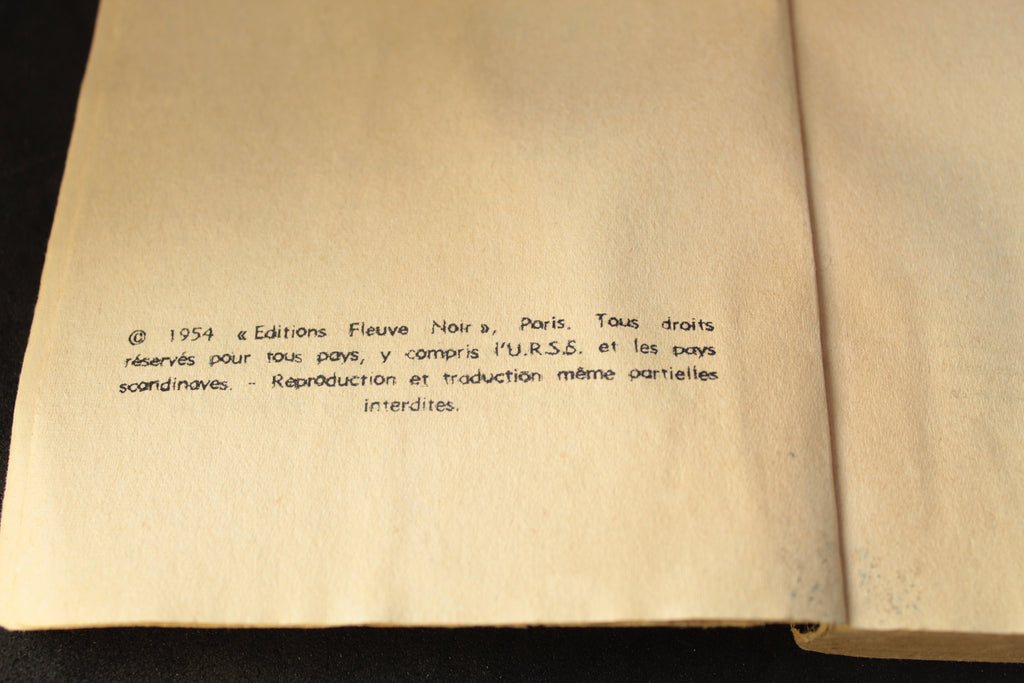 © 1954 « Editions Fleuve Noir », Paris. Tous droits
réservés pour tous pays, y compris l'U.R.S.S. et les pays
scandinaves. - Reproduction et traduction même partielles
interdites.